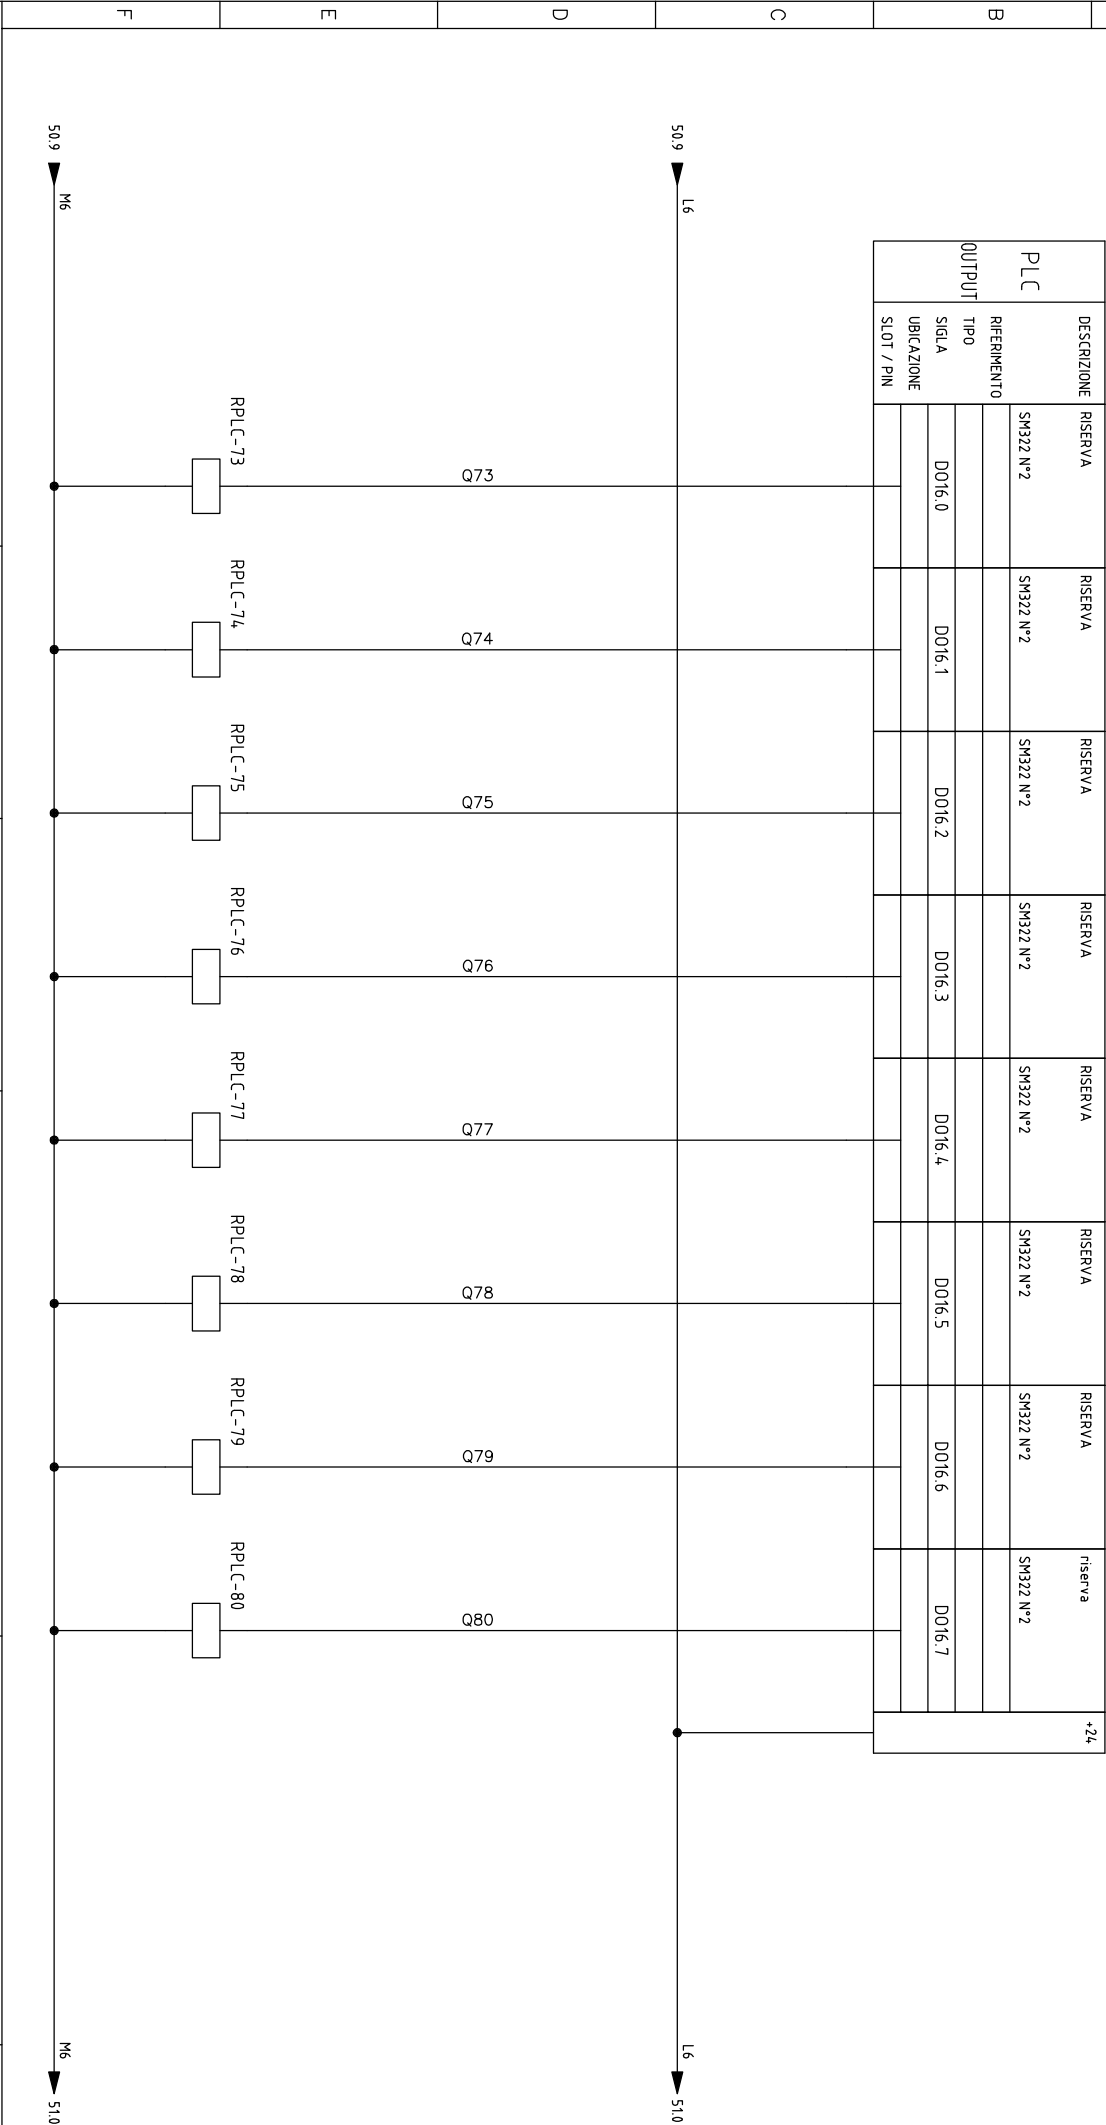 F E D C B
PLC
OUTPUT
DESCRIZIONE RISERVA RISERVA RISERVA RISERVA RISERVA RISERVA RISERVA riserva +24
SM322 N°2 SM322 N°2 SM322 N°2 SM322 N°2 SM322 N°2 SM322 N°2 SM322 N°2 SM322 N°2
RIFERIMENTO
TIPO
SIGLA DO16.0 DO16.1 DO16.2 DO16.3 DO16.4 DO16.5 DO16.6 DO16.7
UBICAZIONE
SLOT / PIN
50.9 L6 L6 51.0
Q73 Q74 Q75 Q76 Q77 Q78 Q79 Q80
RPLC-73 RPLC-74 RPLC-75 RPLC-76 RPLC-77 RPLC-78 RPLC-79 RPLC-80
50.9 M6 M6 51.0